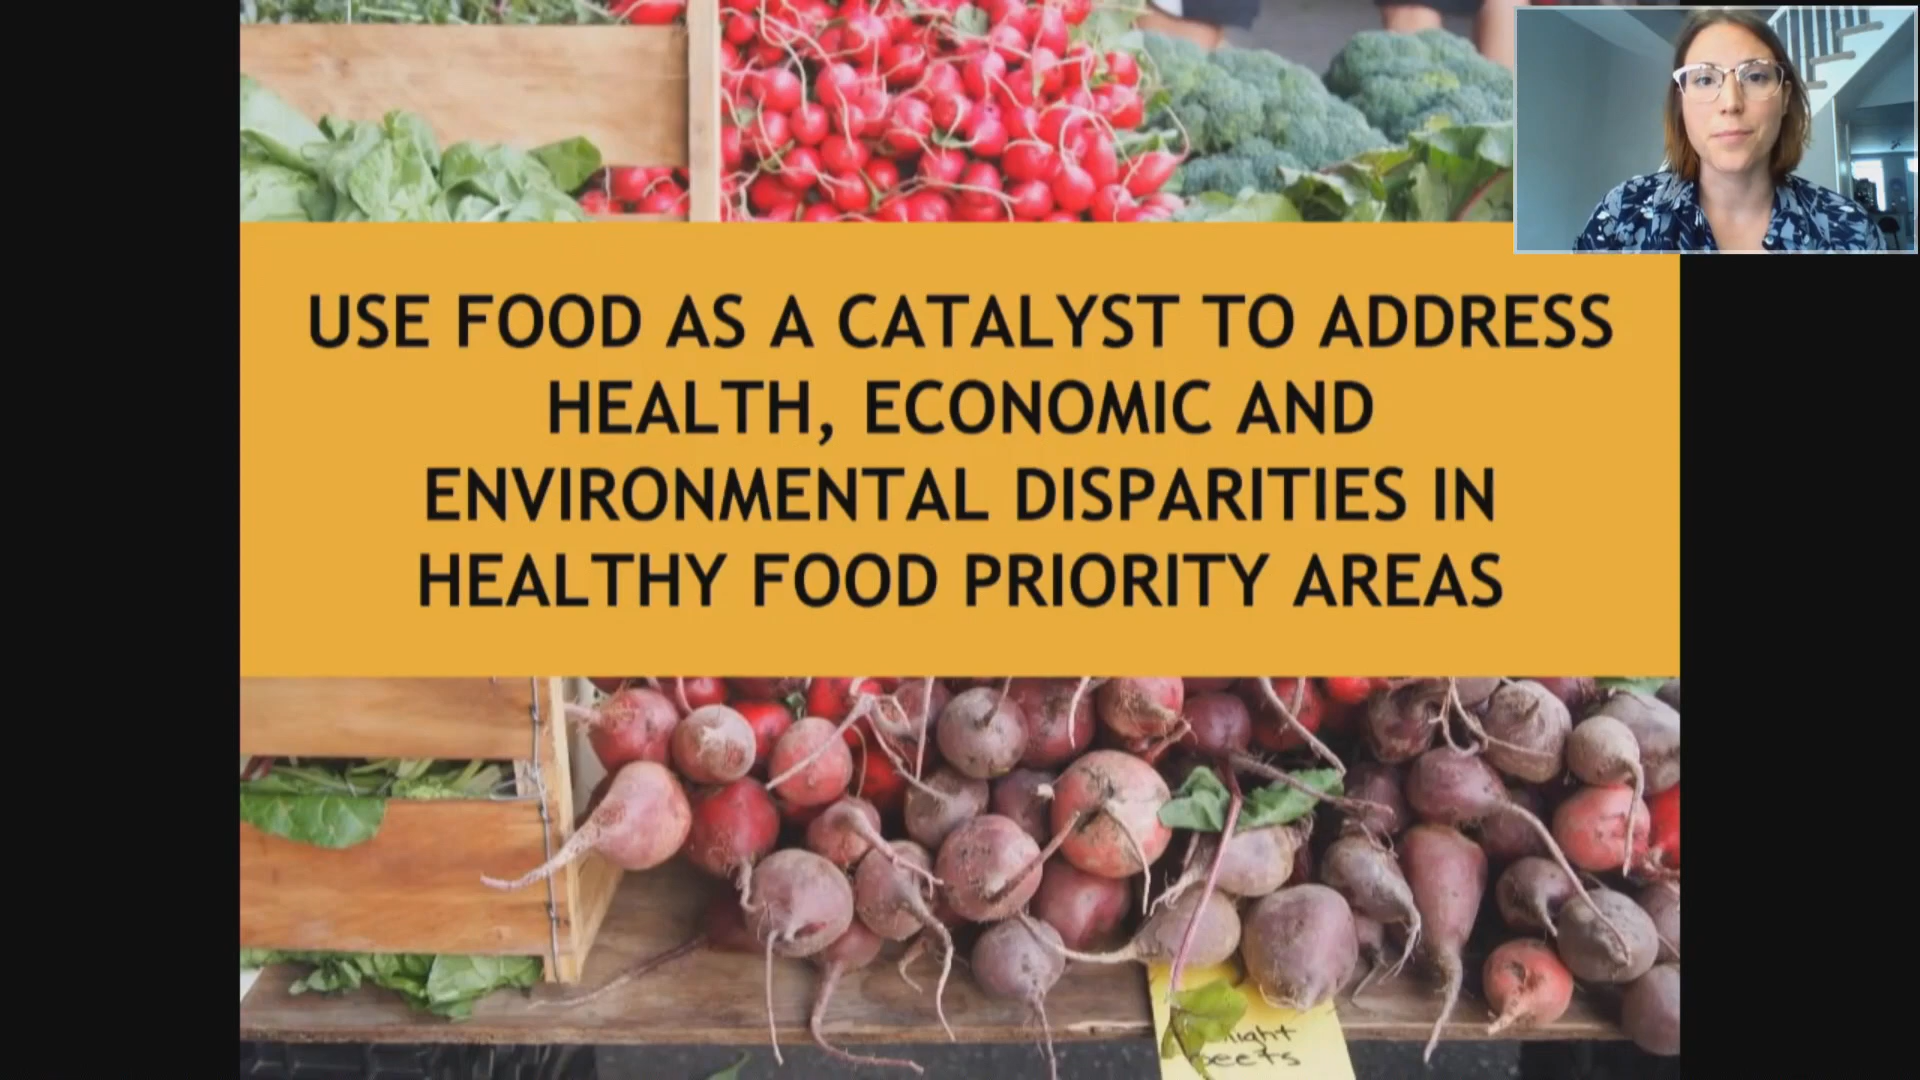 USE FOOD AS A CATALYST TO ADDRESS
HEALTH, ECONOMIC AND
ENVIRONMENTAL DISPARITIES IN
HEALTHY FOOD PRIORITY AREAS